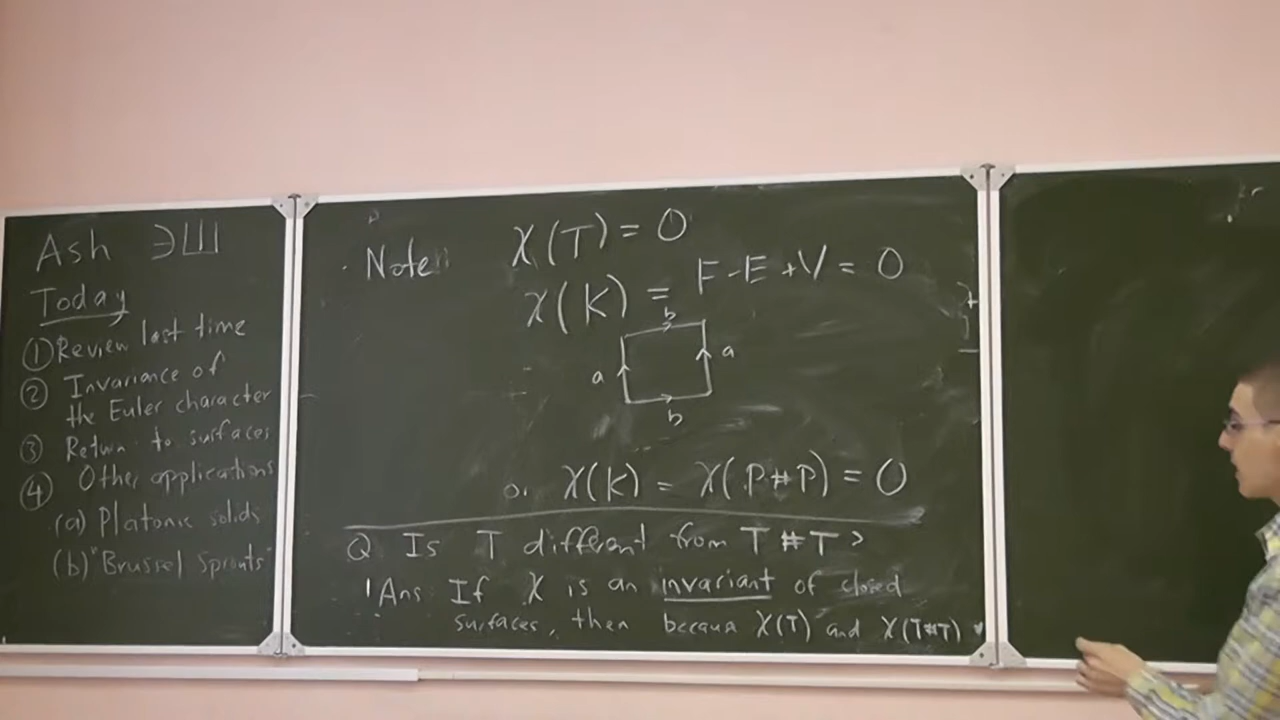 Ash ЭШ
Today
① Review last time
② Invariance of
the Euler character
③ Return to surfaces
④ Other applications
(a) Platonic solids
(b) "Brussel Sprouts"
Note: χ(T) = 0
χ(K) = F - E + V = 0
b
a
a
b
or χ(K) = χ(P#P) = 0
Q Is T different from T#T?
Ans: If χ is an invariant of closed
surfaces, then becaus χ(T) and χ(T#T)